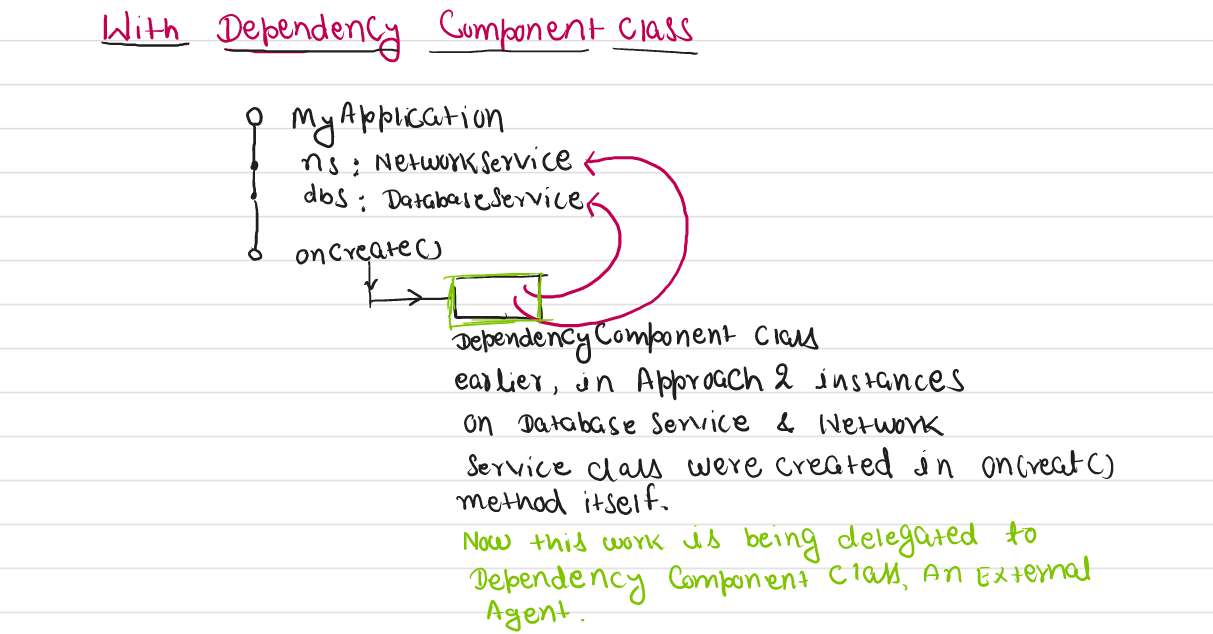 With Dependency Component Class
MyApplication
ns : NetworkService
dbs : DatabaseService
onCreate()
DependencyComponent Class
earlier, in Approach 2 instances
on Database Service & Network
Service class were created in onCreat()
method itself.
Now this work is being delegated to
Dependency Component Class, An External
Agent.